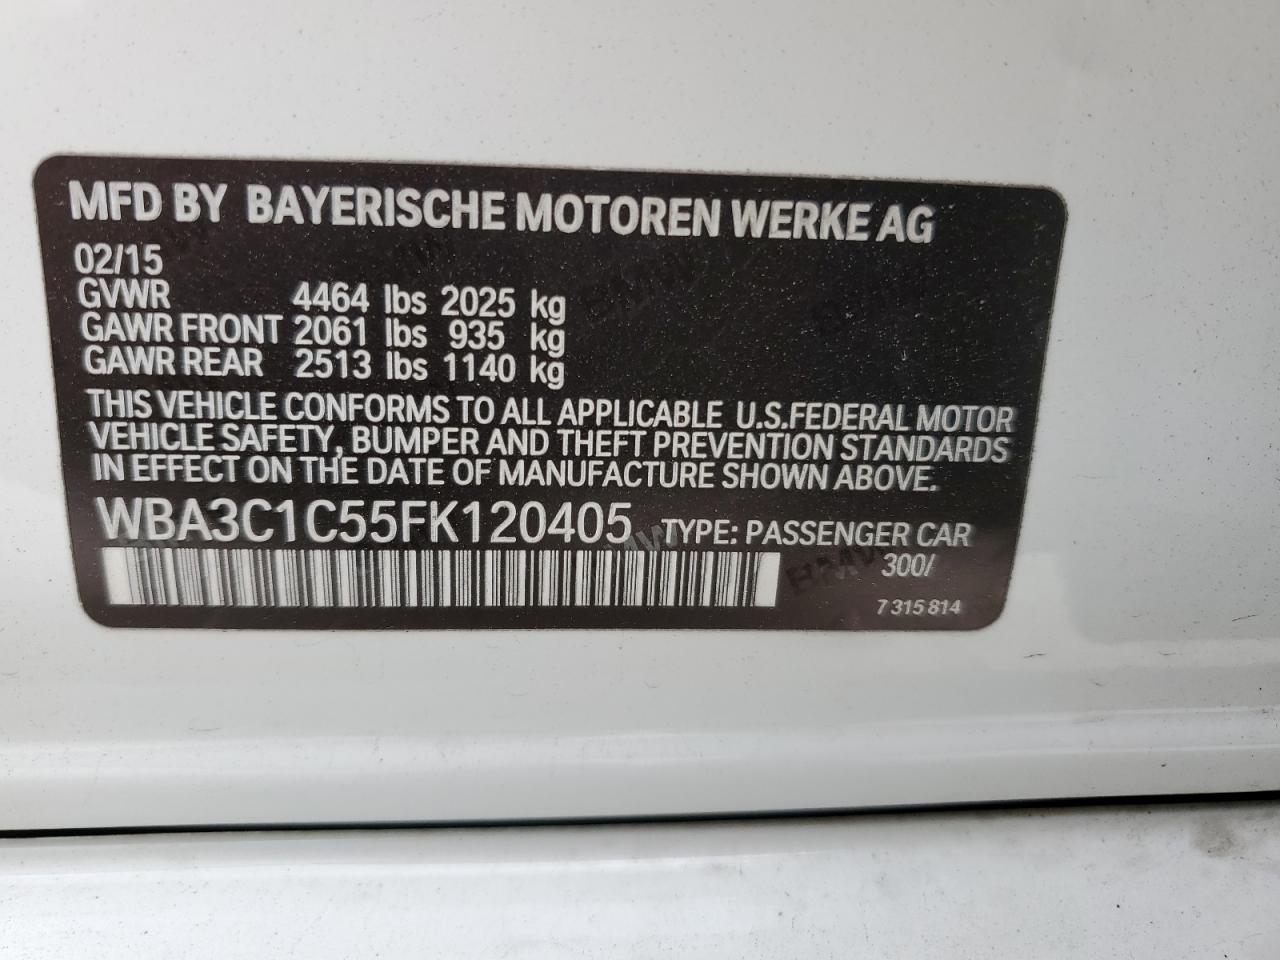 MFD BY BAYERISCHE MOTOREN WERKE AG
02/15
GVWR 4464 lbs 2025 kg
GAWR FRONT 2061 lbs 935 kg
GAWR REAR 2513 lbs 1140 kg
THIS VEHICLE CONFORMS TO ALL APPLICABLE U.S.FEDERAL MOTOR
VEHICLE SAFETY, BUMPER AND THEFT PREVENTION STANDARDS
IN EFFECT ON THE DATE OF MANUFACTURE SHOWN ABOVE.
WBA3C1C55FK120405 TYPE: PASSENGER CAR
300/
7 315 814